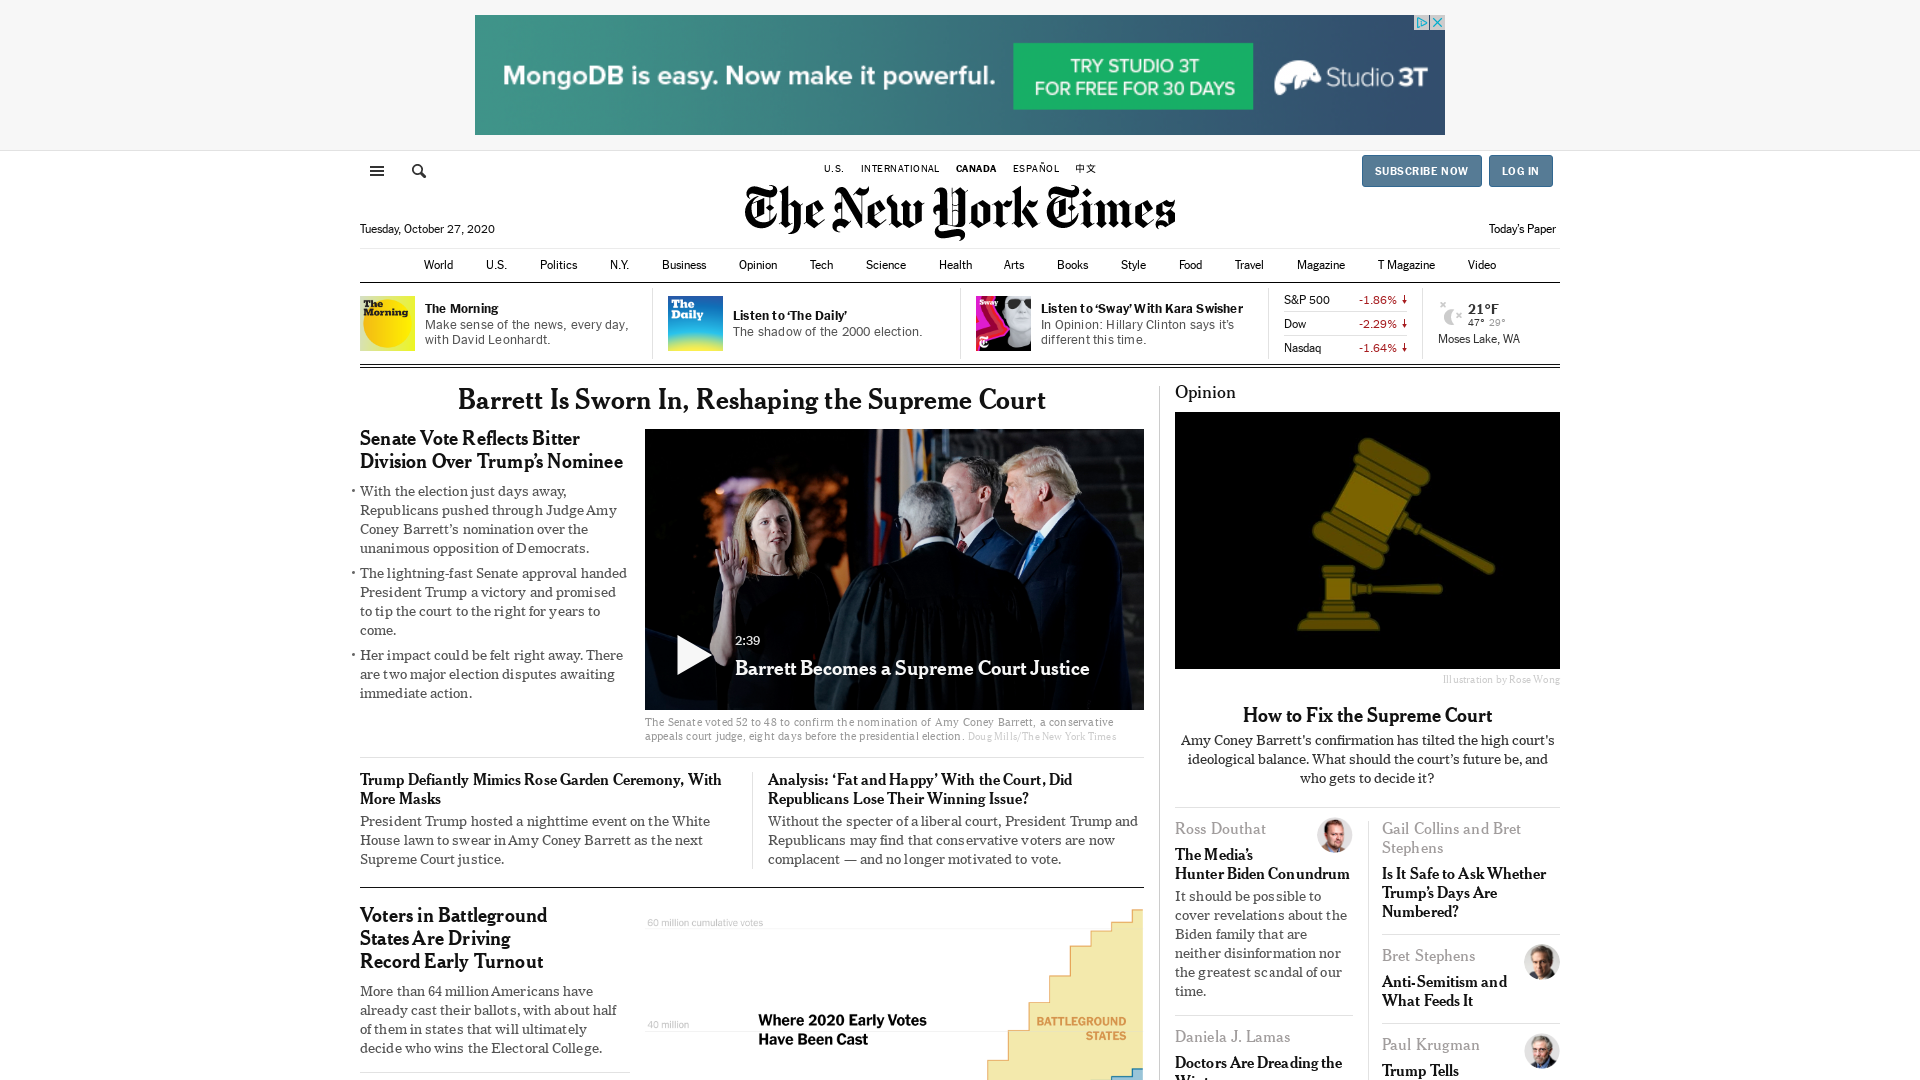 MongoDB is easy. Now make it powerful.
TRY STUDIO 3T
FOR FREE FOR 30 DAYS
Studio 3T
U.S.
INTERNATIONAL
CANADA
ESPAÑOL
中文
SUBSCRIBE NOW
LOG IN
The New York Times
Tuesday, October 27, 2020
Today's Paper
World
U.S.
Politics
N.Y.
Business
Opinion
Tech
Science
Health
Arts
Books
Style
Food
Travel
Magazine
T Magazine
Video
The
Morning
The Morning
Make sense of the news, every day,
with David Leonhardt.
The
Daily
Listen to ‘The Daily’
The shadow of the 2000 election.
Sway
Listen to ‘Sway’ With Kara Swisher
In Opinion: Hillary Clinton says it’s
different this time.
S&P 500 -1.86%
Dow -2.29%
Nasdaq -1.64%
21°F
47° 29°
Moses Lake, WA
Barrett Is Sworn In, Reshaping the Supreme Court
Senate Vote Reflects Bitter
Division Over Trump’s Nominee
• With the election just days away,
Republicans pushed through Judge Amy
Coney Barrett’s nomination over the
unanimous opposition of Democrats.
• The lightning-fast Senate approval handed
President Trump a victory and promised
to tip the court to the right for years to
come.
• Her impact could be felt right away. There
are two major election disputes awaiting
immediate action.
2:39
Barrett Becomes a Supreme Court Justice
The Senate voted 52 to 48 to confirm the nomination of Amy Coney Barrett, a conservative
appeals court judge, eight days before the presidential election. Doug Mills/The New York Times
Trump Defiantly Mimics Rose Garden Ceremony, With
More Masks
President Trump hosted a nighttime event on the White
House lawn to swear in Amy Coney Barrett as the next
Supreme Court justice.
Analysis: ‘Fat and Happy’ With the Court, Did
Republicans Lose Their Winning Issue?
Without the specter of a liberal court, President Trump and
Republicans may find that conservative voters are now
complacent — and no longer motivated to vote.
Voters in Battleground
States Are Driving
Record Early Turnout
More than 64 million Americans have
already cast their ballots, with about half
of them in states that will ultimately
decide who wins the Electoral College.
60 million cumulative votes
40 million
Where 2020 Early Votes
Have Been Cast
BATTLEGROUND
STATES
Opinion
Illustration by Rose Wong
How to Fix the Supreme Court
Amy Coney Barrett's confirmation has tilted the high court's
ideological balance. What should the court’s future be, and
who gets to decide it?
Ross Douthat
The Media’s
Hunter Biden Conundrum
It should be possible to
cover revelations about the
Biden family that are
neither disinformation nor
the greatest scandal of our
time.
Daniela J. Lamas
Doctors Are Dreading the
Gail Collins and Bret
Stephens
Is It Safe to Ask Whether
Trump’s Days Are
Numbered?
Bret Stephens
Anti-Semitism and
What Feeds It
Paul Krugman
Trump Tells